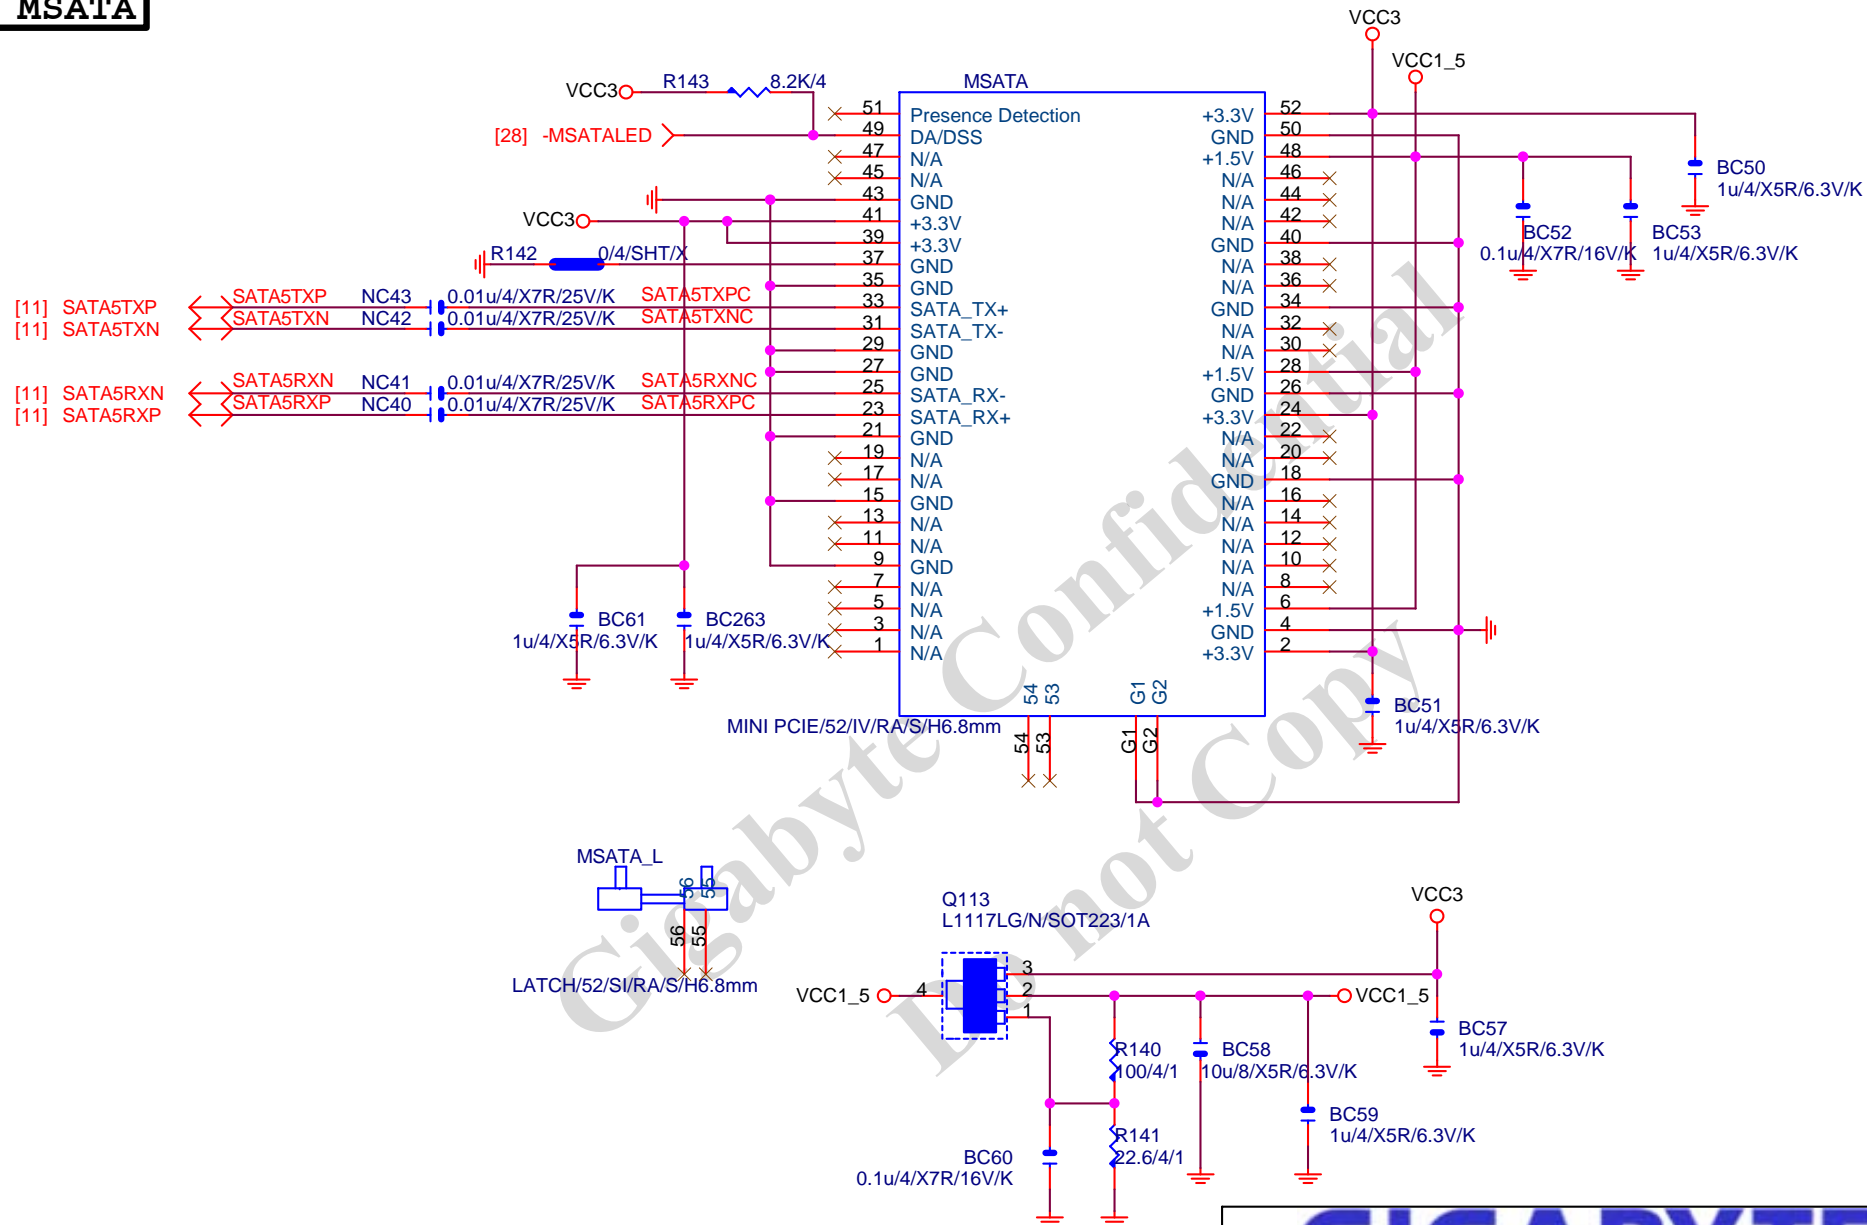 MSATA
VCC3
VCC1_5
VCC3 R143 8.2K/4
[28] -MSATALED
MSATA
51 Presence Detection
49 DA/DSS
47 N/A
45 N/A
43 GND
VCC3 41 +3.3V
39 +3.3V
R142 0/4/SHT/X 37 GND
35 GND
[11] SATA5TXP SATA5TXP NC43 0.01u/4/X7R/25V/K SATA5TXPC 33 SATA_TX+
[11] SATA5TXN SATA5TXN NC42 0.01u/4/X7R/25V/K SATA5TXNC 31 SATA_TX-
29 GND
27 GND
[11] SATA5RXN SATA5RXN NC41 0.01u/4/X7R/25V/K SATA5RXNC 25 SATA_RX-
[11] SATA5RXP SATA5RXP NC40 0.01u/4/X7R/25V/K SATA5RXPC 23 SATA_RX+
21 GND
19 N/A
17 N/A
15 GND
13 N/A
11 N/A
9 GND
7 N/A
5 N/A
3 N/A
1 N/A
+3.3V 52
GND 50
+1.5V 48
N/A 46
N/A 44
N/A 42
GND 40
N/A 38
N/A 36
GND 34
N/A 32
N/A 30
+1.5V 28
GND 26
+3.3V 24
N/A 22
N/A 20
GND 18
N/A 16
N/A 14
N/A 12
N/A 10
N/A 8
+1.5V 6
GND 4
+3.3V 2
BC50
1u/4/X5R/6.3V/K
BC52
0.1u/4/X7R/16V/K
BC53
1u/4/X5R/6.3V/K
BC61
1u/4/X5R/6.3V/K
BC263
1u/4/X5R/6.3V/K
BC51
1u/4/X5R/6.3V/K
54 53 G1 G2
54 53 G1 G2
MINI PCIE/52/IV/RA/S/H6.8mm
MSATA_L
56 55
56 55
LATCH/52/SI/RA/S/H6.8mm
Q113
L1117LG/N/SOT223/1A
VCC3
VCC1_5 4
3
2 VCC1_5
1
R140
100/4/1
BC58
10u/8/X5R/6.3V/K
BC57
1u/4/X5R/6.3V/K
BC59
1u/4/X5R/6.3V/K
R141
22.6/4/1
BC60
0.1u/4/X7R/16V/K
Gigabyte Confidential
Do not Copy
GIGABYTE